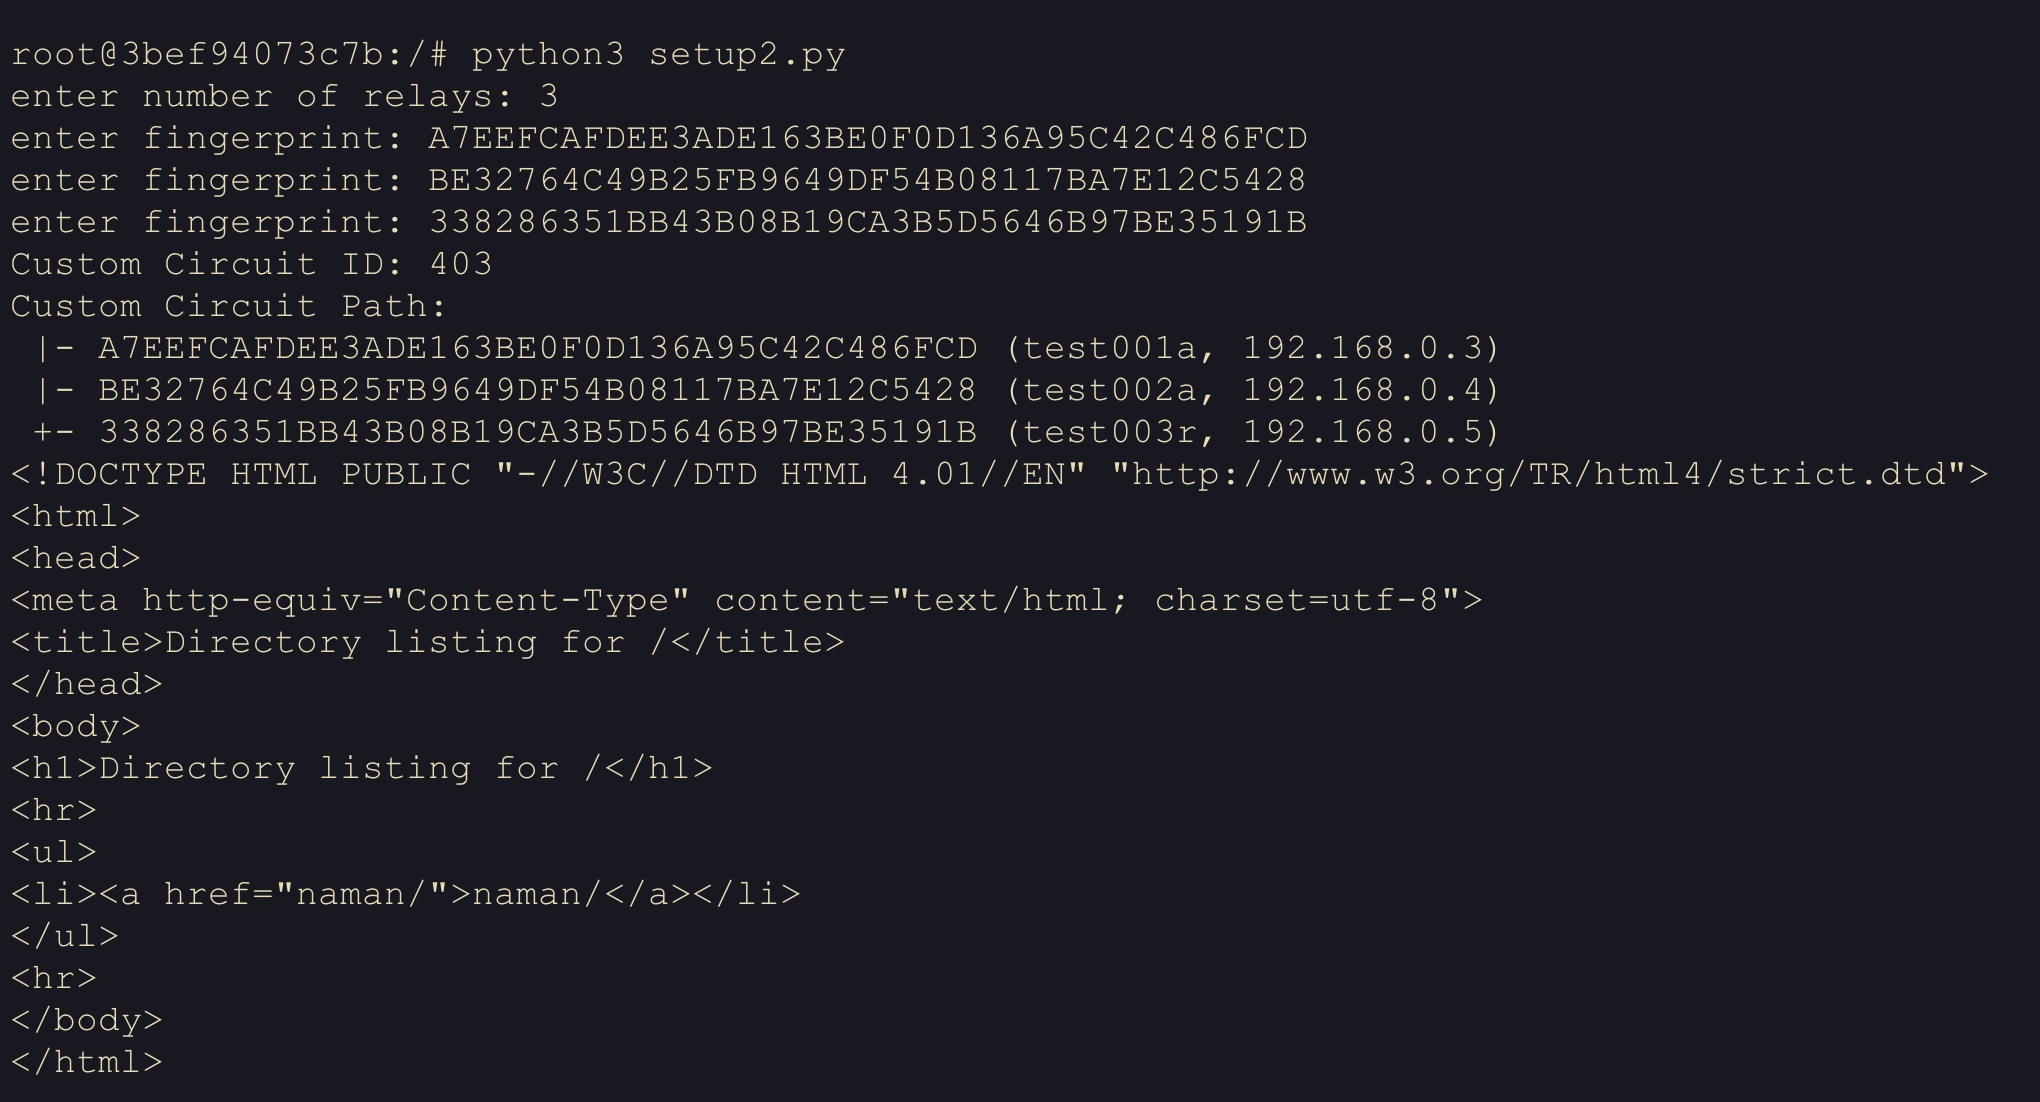 root@3bef94073c7b:/# python3 setup2.py
enter number of relays: 3
enter fingerprint: A7EEFCAFDEE3ADE163BE0F0D136A95C42C486FCD
enter fingerprint: BE32764C49B25FB9649DF54B08117BA7E12C5428
enter fingerprint: 338286351BB43B08B19CA3B5D5646B97BE35191B
Custom Circuit ID: 403
Custom Circuit Path:
 |- A7EEFCAFDEE3ADE163BE0F0D136A95C42C486FCD (test001a, 192.168.0.3)
 |- BE32764C49B25FB9649DF54B08117BA7E12C5428 (test002a, 192.168.0.4)
 +- 338286351BB43B08B19CA3B5D5646B97BE35191B (test003r, 192.168.0.5)
<!DOCTYPE HTML PUBLIC "-//W3C//DTD HTML 4.01//EN" "http://www.w3.org/TR/html4/strict.dtd">
<html>
<head>
<meta http-equiv="Content-Type" content="text/html; charset=utf-8">
<title>Directory listing for /</title>
</head>
<body>
<h1>Directory listing for /</h1>
<hr>
<ul>
<li><a href="naman/">naman/</a></li>
</ul>
<hr>
</body>
</html>